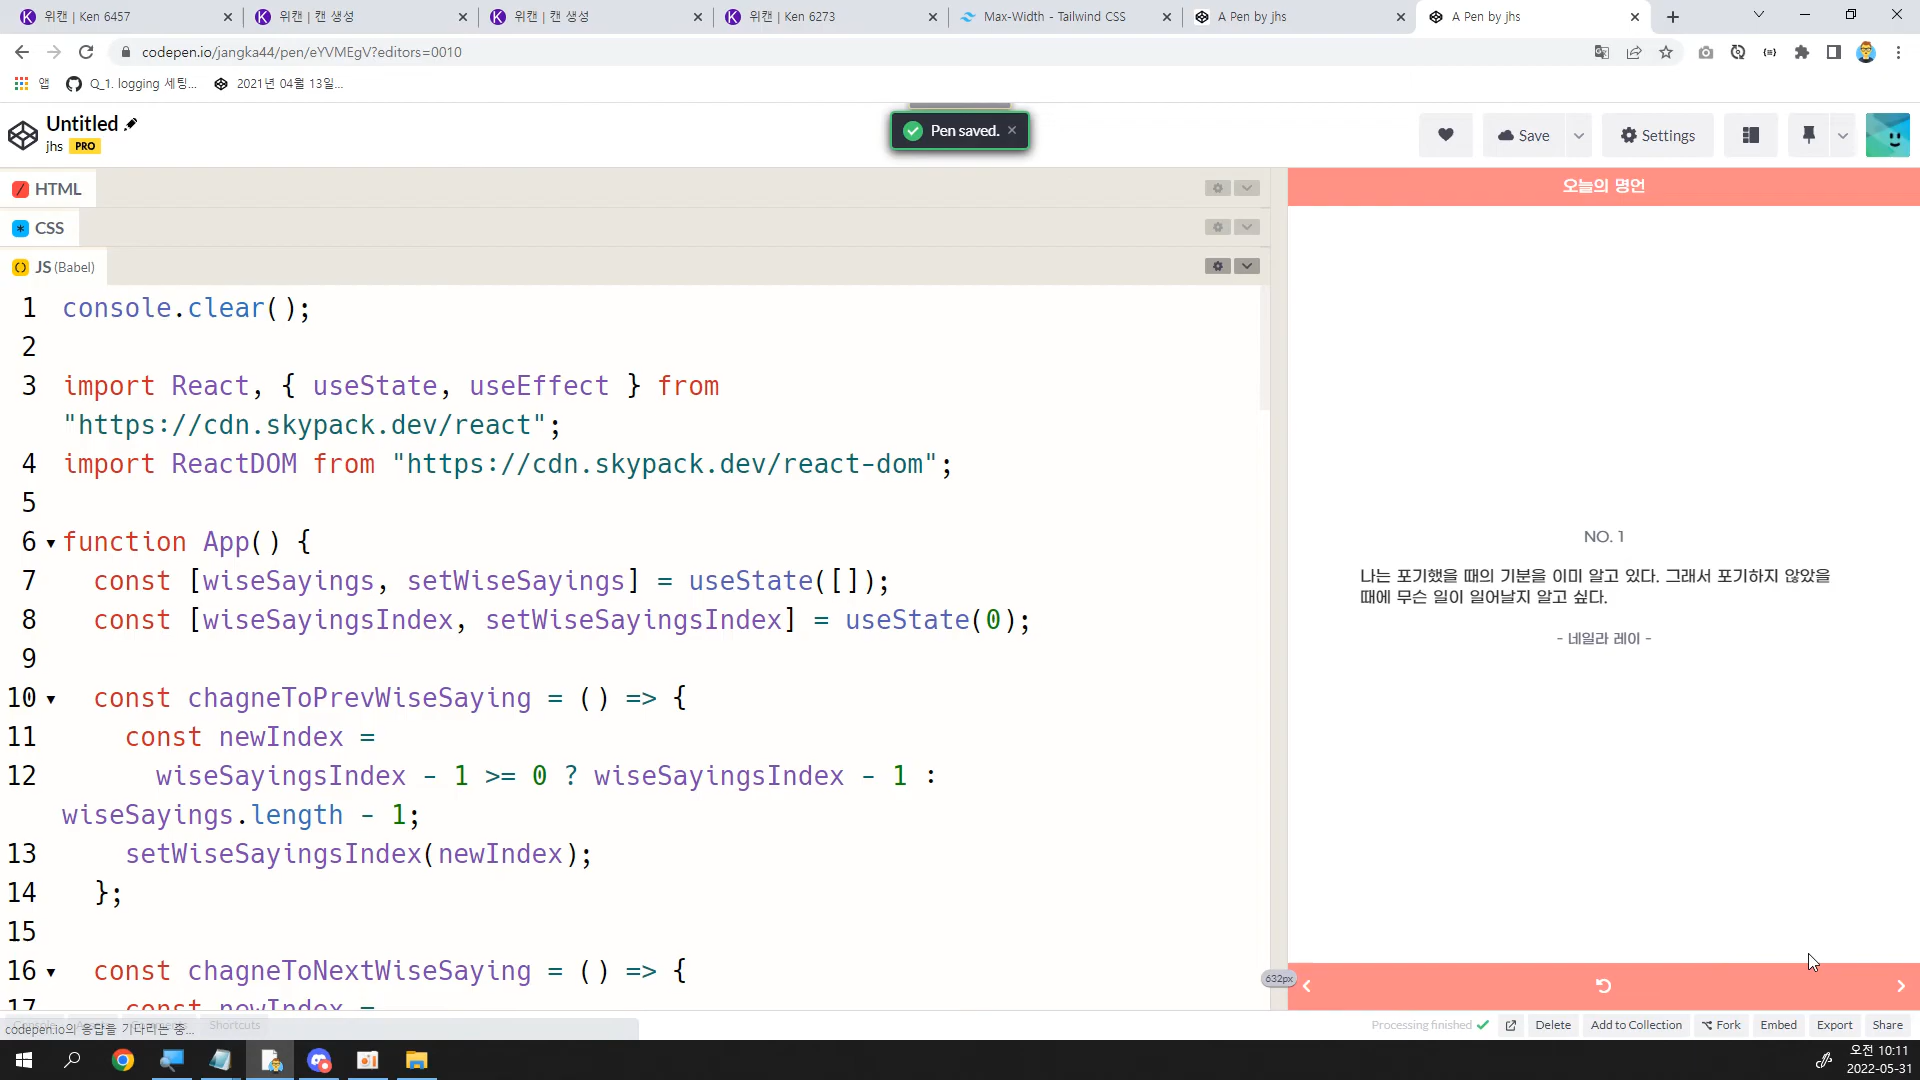 위캔 | Ken 6457
위캔 | 캔 생성
위캔 | 캔 생성
위캔 | Ken 6273
Max-Width - Tailwind CSS
A Pen by jhs
A Pen by jhs
codepen.io/jangka44/pen/eYVMEgV?editors=0010
앱
Q_1. logging 세팅...
2021년 04월 13일...
Untitled
jhs PRO
Pen saved.
Save
Settings
HTML
CSS
JS (Babel)
1 console.clear();
2
3 import React, { useState, useEffect } from
"https://cdn.skypack.dev/react";
4 import ReactDOM from "https://cdn.skypack.dev/react-dom";
5
6 function App() {
7 const [wiseSayings, setWiseSayings] = useState([]);
8 const [wiseSayingsIndex, setWiseSayingsIndex] = useState(0);
9
10 const chagneToPrevWiseSaying = () => {
11 const newIndex =
12 wiseSayingsIndex - 1 >= 0 ? wiseSayingsIndex - 1 :
wiseSayings.length - 1;
13 setWiseSayingsIndex(newIndex);
14 };
15
16 const chagneToNextWiseSaying = () => {
17 const newIndex =
오늘의 명언
NO. 1
나는 포기했을 때의 기분을 이미 알고 있다. 그래서 포기하지 않았을
때에 무슨 일이 일어날지 알고 싶다.
- 네일라 레이 -
632px
codepen.io의 응답을 기다리는 중...
Shortcuts
Processing finished
Delete
Add to Collection
Fork
Embed
Export
Share
오전 10:11
2022-05-31